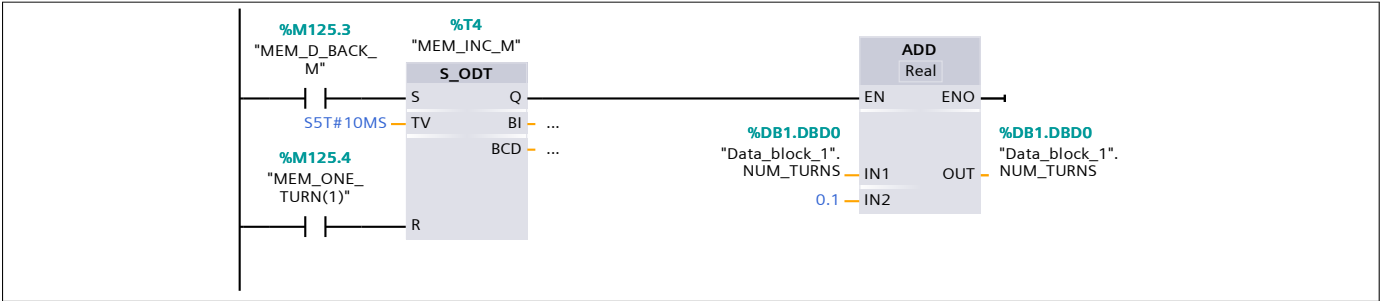 %M125.3
"MEM_D_BACK_
M"
%T4
"MEM_INC_M"
S_ODT
S
Q
S5T#10MS
TV
BI
...
BCD
...
%M125.4
"MEM_ONE_
TURN(1)"
R
ADD
Real
EN
ENO
%DB1.DBD0
"Data_block_1".
NUM_TURNS
IN1
0.1
IN2
OUT
%DB1.DBD0
"Data_block_1".
NUM_TURNS